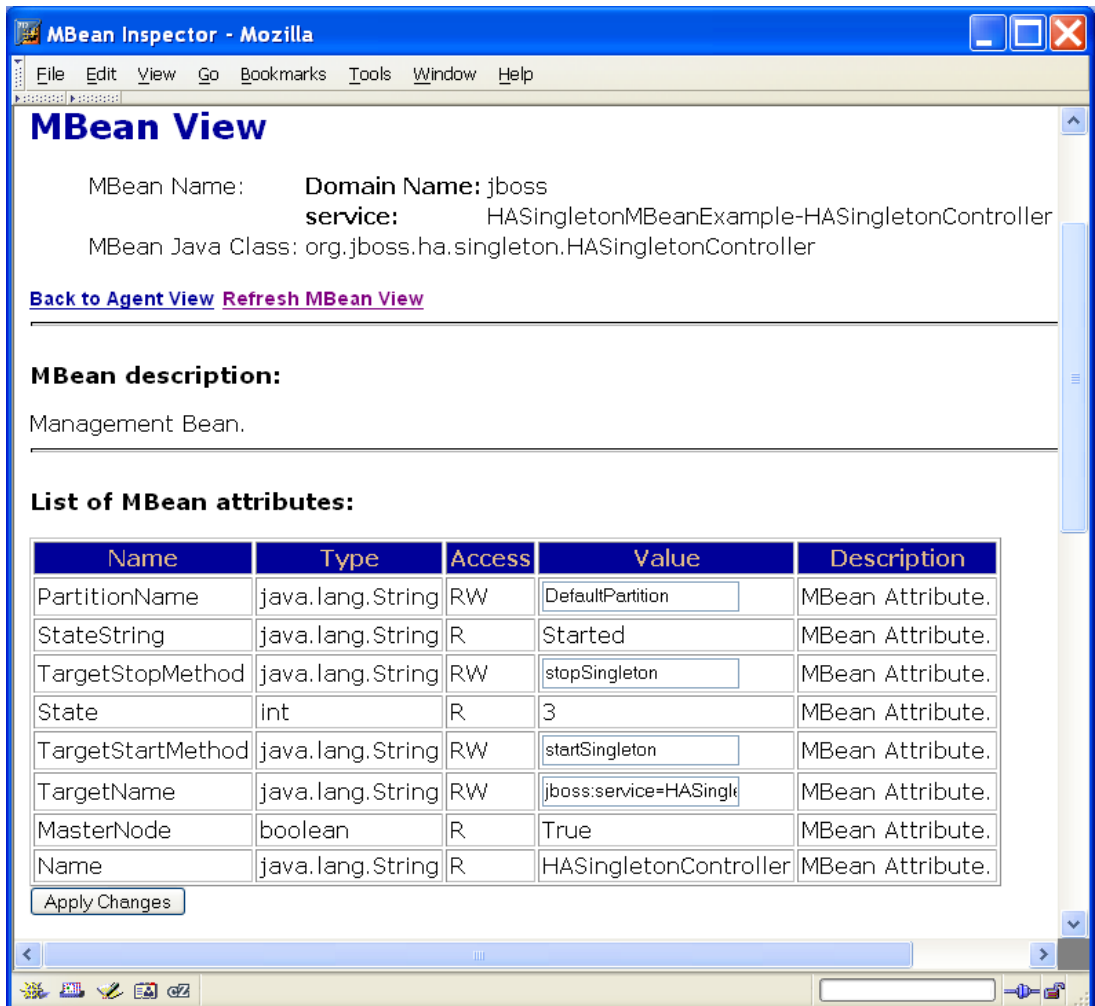 MBean Inspector - Mozilla
File Edit View Go Bookmarks Tools Window Help
MBean View
MBean Name: Domain Name: jboss
service: HASingletonMBeanExample-HASingletonController
MBean Java Class: org.jboss.ha.singleton.HASingletonController
Back to Agent View Refresh MBean View
MBean description:
Management Bean.
List of MBean attributes:
Name Type Access Value Description
PartitionName java.lang.String RW DefaultPartition MBean Attribute.
StateString java.lang.String R Started MBean Attribute.
TargetStopMethod java.lang.String RW stopSingleton MBean Attribute.
State int R 3 MBean Attribute.
TargetStartMethod java.lang.String RW startSingleton MBean Attribute.
TargetName java.lang.String RW jboss:service=HASingle MBean Attribute.
MasterNode boolean R True MBean Attribute.
Name java.lang.String R HASingletonController MBean Attribute.
Apply Changes